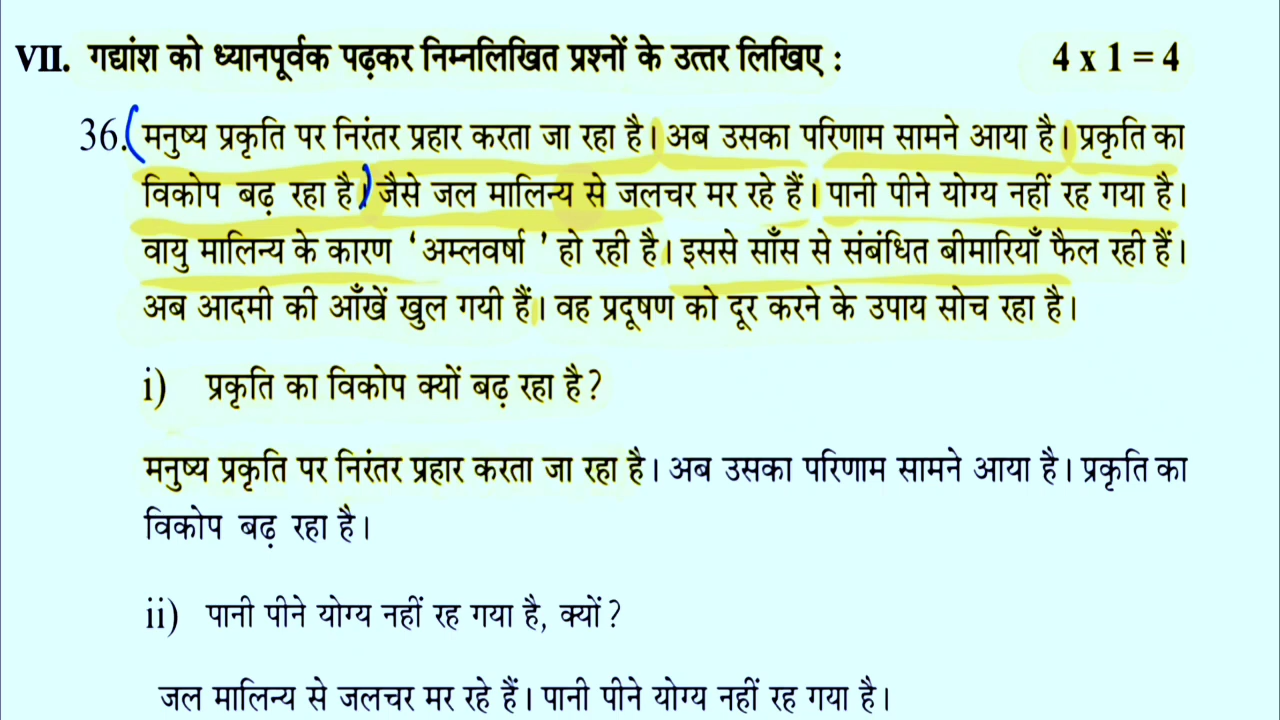 VII. गद्यांश को ध्यानपूर्वक पढ़कर निम्नलिखित प्रश्नों के उत्तर लिखिए : 4 x 1 = 4
36. (मनुष्य प्रकृति पर निरंतर प्रहार करता जा रहा है। अब उसका परिणाम सामने आया है। प्रकृति का
विकोप बढ़ रहा है।) जैसे जल मालिन्य से जलचर मर रहे हैं। पानी पीने योग्य नहीं रह गया है।
वायु मालिन्य के कारण ‘अम्लवर्षा ’ हो रही है। इससे साँस से संबंधित बीमारियाँ फैल रही हैं।
अब आदमी की आँखें खुल गयी हैं। वह प्रदूषण को दूर करने के उपाय सोच रहा है।
i) प्रकृति का विकोप क्यों बढ़ रहा है?
मनुष्य प्रकृति पर निरंतर प्रहार करता जा रहा है। अब उसका परिणाम सामने आया है। प्रकृति का
विकोप बढ़ रहा है।
ii) पानी पीने योग्य नहीं रह गया है, क्यों?
जल मालिन्य से जलचर मर रहे हैं। पानी पीने योग्य नहीं रह गया है।